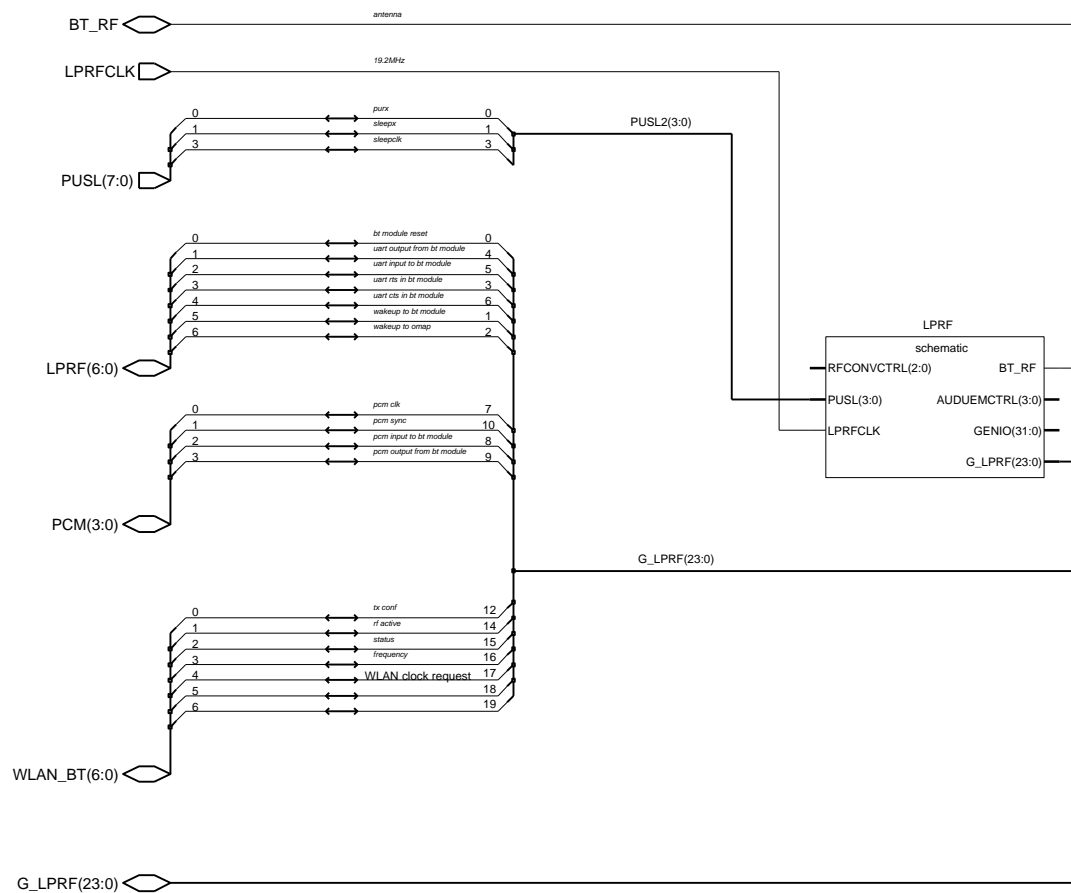 BT_RF antenna
LPRFCLK 19.2MHz
0 purx 0
1 sleepx 1 PUSL2(3:0)
3 sleepclk 3
PUSL(7:0)
0 bt module reset 0
1 uart output from bt module 4
2 uart input to bt module 5
3 uart rts in bt module 3
4 uart cts in bt module 6
5 wakeup to bt module 1
6 wakeup to omap 2
LPRF(6:0)
LPRF
schematic
RFCONVCTRL(2:0) BT_RF
PUSL(3:0) AUDUEMCTRL(3:0)
LPRFCLK GENIO(31:0)
G_LPRF(23:0)
0 pcm clk 7
1 pcm sync 10
2 pcm input to bt module 8
3 pcm output from bt module 9
PCM(3:0)
G_LPRF(23:0)
0 tx conf 12
1 rf active 14
2 status 15
3 frequency 16
4 WLAN clock request 17
5 18
6 19
WLAN_BT(6:0)
G_LPRF(23:0)